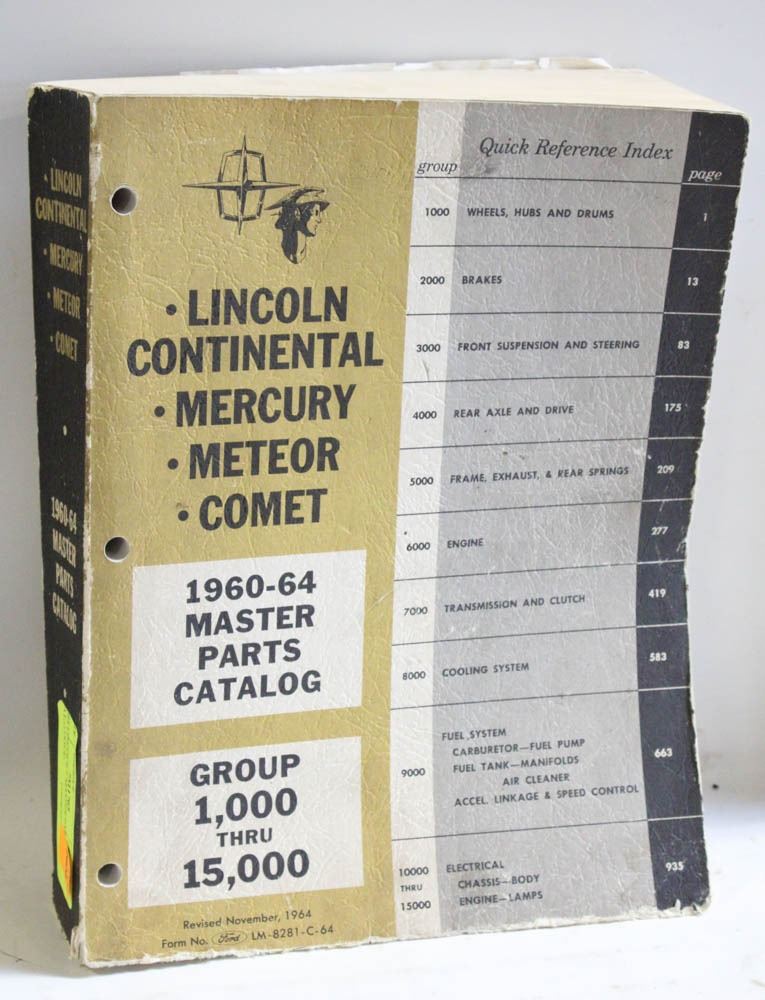 • LINCOLN
CONTINENTAL
• MERCURY
• METEOR
• COMET
1960-64
MASTER
PARTS
CATALOG
• LINCOLN
CONTINENTAL
• MERCURY
• METEOR
• COMET
1960-64
MASTER
PARTS
CATALOG
GROUP
1,000
THRU
15,000
Revised November, 1964
Form No. Ford LM-8281-C-64
Quick Reference Index
group page
1000 WHEELS, HUBS AND DRUMS 1
2000 BRAKES 13
3000 FRONT SUSPENSION AND STEERING 83
4000 REAR AXLE AND DRIVE 175
5000 FRAME, EXHAUST, & REAR SPRINGS 209
6000 ENGINE 277
7000 TRANSMISSION AND CLUTCH 419
8000 COOLING SYSTEM 583
FUEL SYSTEM
CARBURETOR—FUEL PUMP
9000 FUEL TANK—MANIFOLDS 663
AIR CLEANER
ACCEL. LINKAGE & SPEED CONTROL
10000 ELECTRICAL 935
THRU CHASSIS—BODY
15000 ENGINE—LAMPS